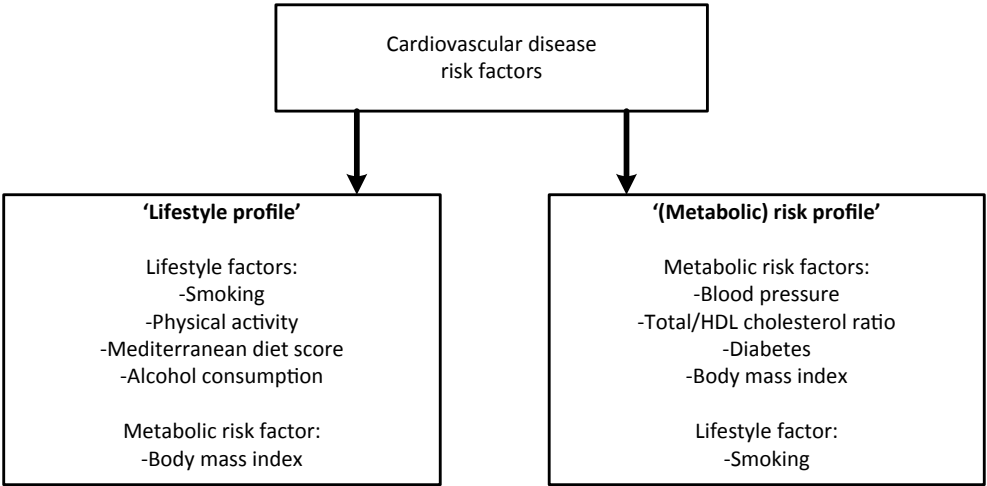 Cardiovascular disease
risk factors
‘Lifestyle profile’
Lifestyle factors:
-Smoking
-Physical activity
-Mediterranean diet score
-Alcohol consumption
Metabolic risk factor:
-Body mass index
‘(Metabolic) risk profile’
Metabolic risk factors:
-Blood pressure
-Total/HDL cholesterol ratio
-Diabetes
-Body mass index
Lifestyle factor:
-Smoking